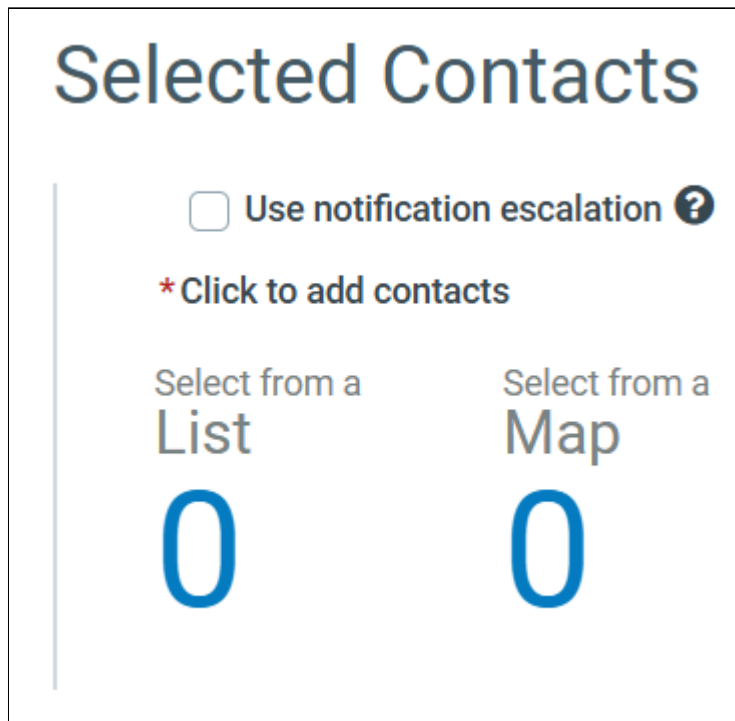 Selected Contacts
Use notification escalation ?
*Click to add contacts
Select from a
List
0
Select from a
Map
0